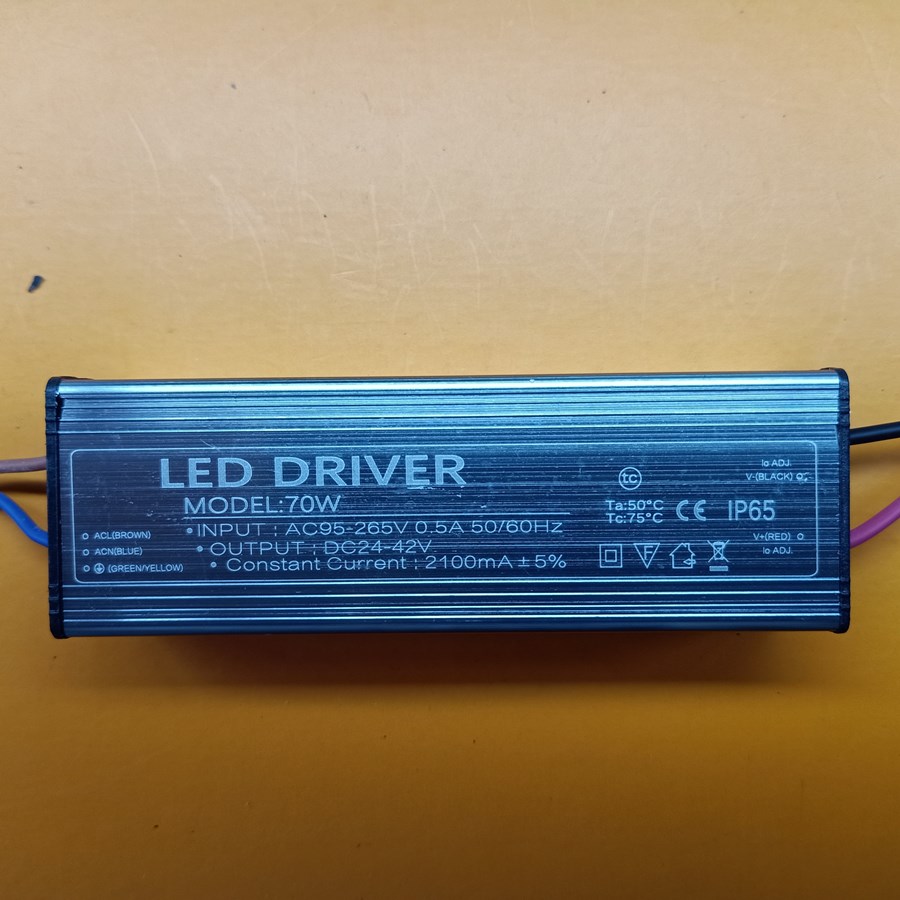 LED DRIVER
MODEL:70W
•INPUT : AC95-265V 0.5A 50/60Hz
•OUTPUT : DC24-42V
•Constant Current : 2100mA±5%
ACL(BROWN)
ACN(BLUE)
(GREEN/YELLOW)
tc
Ta:50°C
Tc:75°C
CE
IP65
F
Io ADJ.
V-(BLACK)
V+(RED)
Io ADJ.